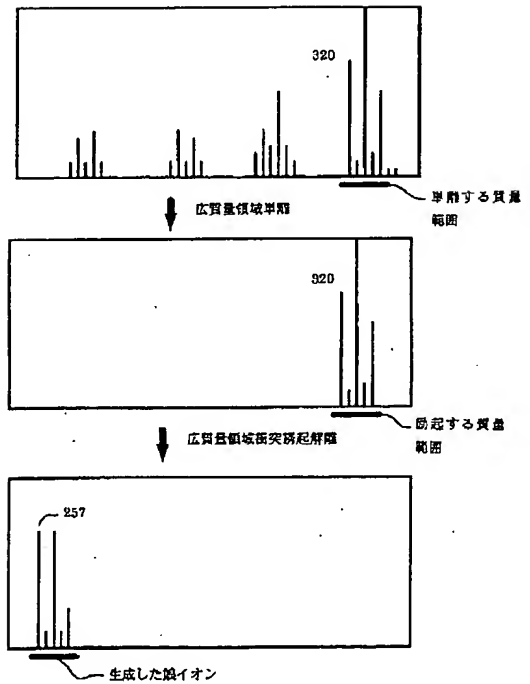 320
単離する質量
範囲
広質量領域単離
320
励起する質量
範囲
広質量領域衝突誘起解離
257
生成した娘イオン